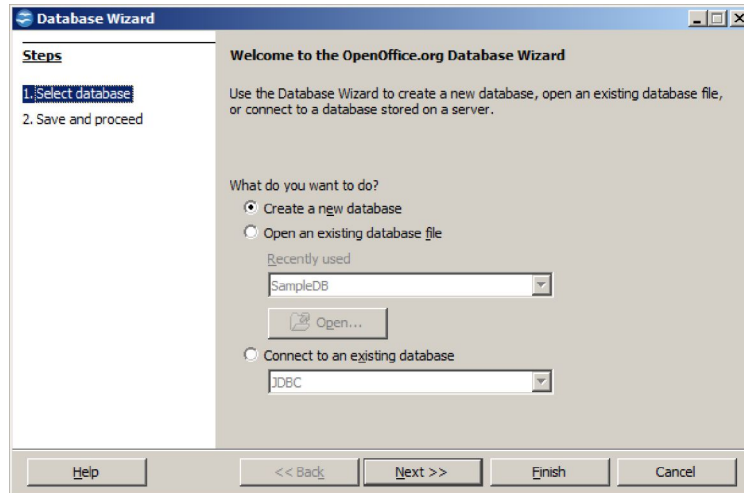 Database Wizard
Steps
1. Select database
2. Save and proceed
Welcome to the OpenOffice.org Database Wizard
Use the Database Wizard to create a new database, open an existing database file,
or connect to a database stored on a server.
What do you want to do?
Create a new database
Open an existing database file
Recently used
SampleDB
Open...
Connect to an existing database
JDBC
Help
<< Back
Next >>
Finish
Cancel